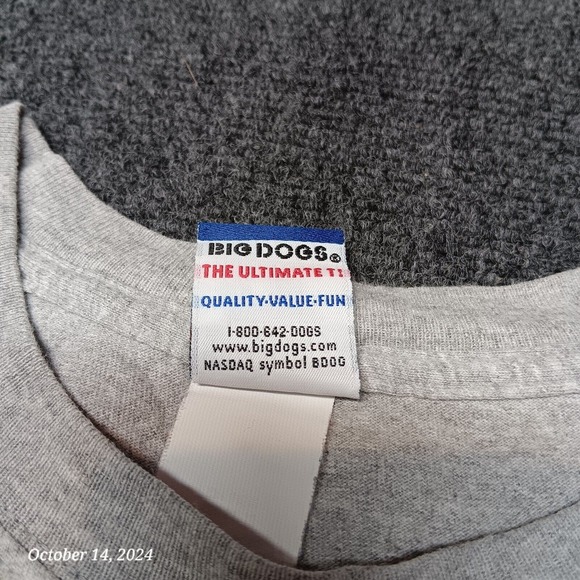 BIG DOGS®
THE ULTIMATE T!
QUALITY·VALUE·FUN
1-800-642-DOGS
www.bigdogs.com
NASDAQ symbol BDOG
October 14, 2024